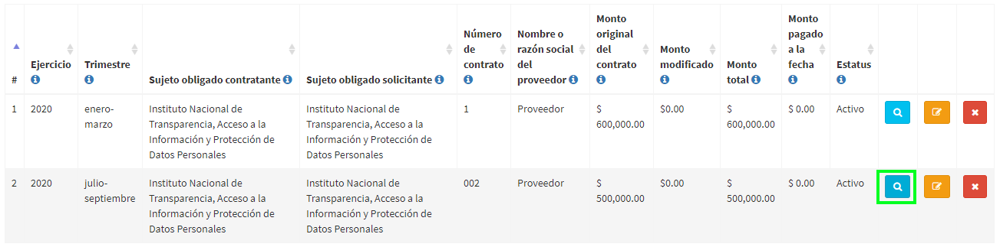 #
Ejercicio
Trimestre
Sujeto obligado contratante
Sujeto obligado solicitante
Número
de
contrato
Nombre o
razón social
del
proveedor
Monto
original
del
contrato
Monto
modificado
Monto
total
Monto
pagado
a la
fecha
Estatus
1
2020
enero-
marzo
Instituto Nacional de
Transparencia, Acceso a la
Información y Protección de
Datos Personales
Instituto Nacional de
Transparencia, Acceso a la
Información y Protección de
Datos Personales
1
Proveedor
$
600,000.00
$0.00
$
600,000.00
$ 0.00
Activo
2
2020
julio-
septiembre
Instituto Nacional de
Transparencia, Acceso a la
Información y Protección de
Datos Personales
Instituto Nacional de
Transparencia, Acceso a la
Información y Protección de
Datos Personales
002
Proveedor
$
500,000.00
$0.00
$
500,000.00
$ 0.00
Activo